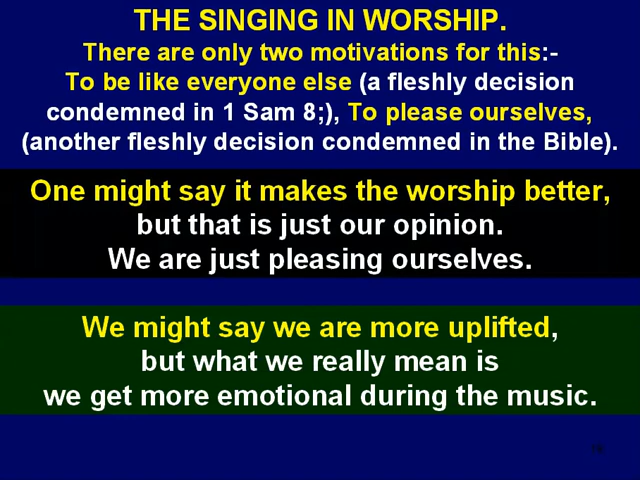 THE SINGING IN WORSHIP.
There are only two motivations for this:-
To be like everyone else (a fleshly decision
condemned in 1 Sam 8;), To please ourselves,
(another fleshly decision condemned in the Bible).
One might say it makes the worship better,
but that is just our opinion.
We are just pleasing ourselves.
We might say we are more uplifted,
but what we really mean is
we get more emotional during the music.